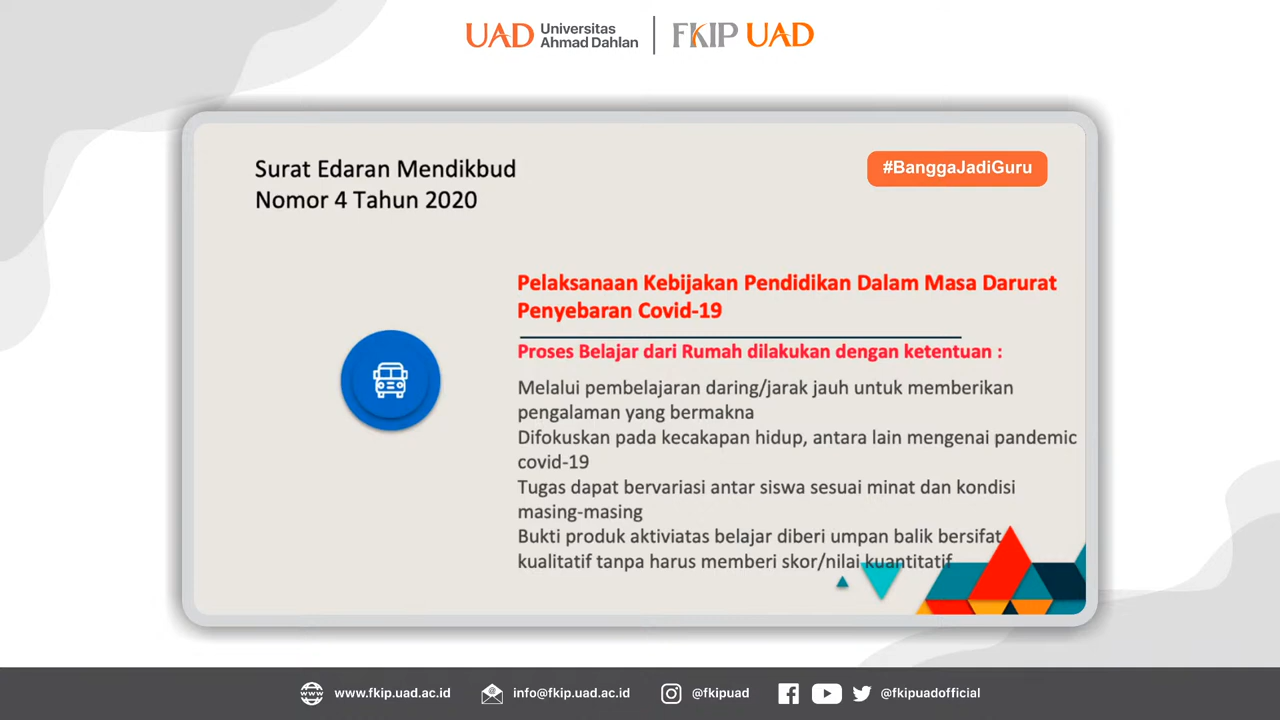 UAD Universitas
Ahmad Dahlan
FKIP UAD
Surat Edaran Mendikbud
Nomor 4 Tahun 2020
#BanggaJadiGuru
Pelaksanaan Kebijakan Pendidikan Dalam Masa Darurat
Penyebaran Covid-19
Proses Belajar dari Rumah dilakukan dengan ketentuan :
Melalui pembelajaran daring/jarak jauh untuk memberikan
pengalaman yang bermakna
Difokuskan pada kecakapan hidup, antara lain mengenai pandemic
covid-19
Tugas dapat bervariasi antar siswa sesuai minat dan kondisi
masing-masing
Bukti produk aktiviatas belajar diberi umpan balik bersifat
kualitatif tanpa harus memberi skor/nilai kuantitatif
www.fkip.uad.ac.id info@fkip.uad.ac.id @fkipuad @fkipuadofficial